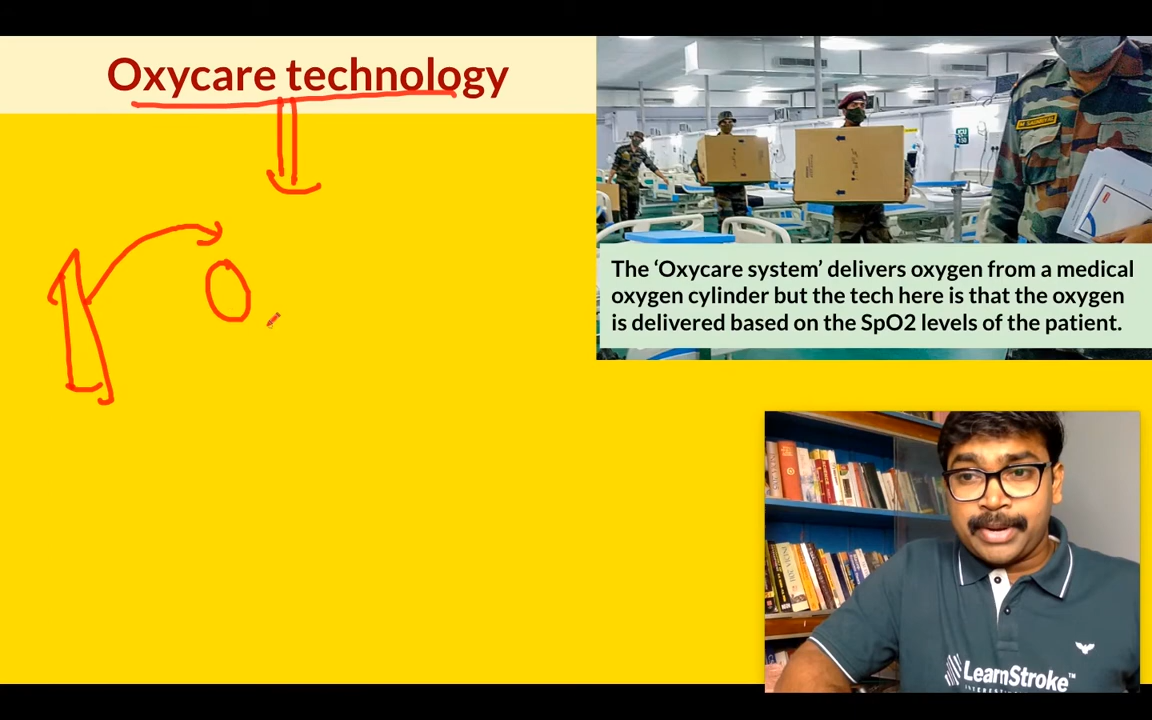 Oxycare technology
The ‘Oxycare system’ delivers oxygen from a medical
oxygen cylinder but the tech here is that the oxygen
is delivered based on the SpO2 levels of the patient.
O
LearnStroke™